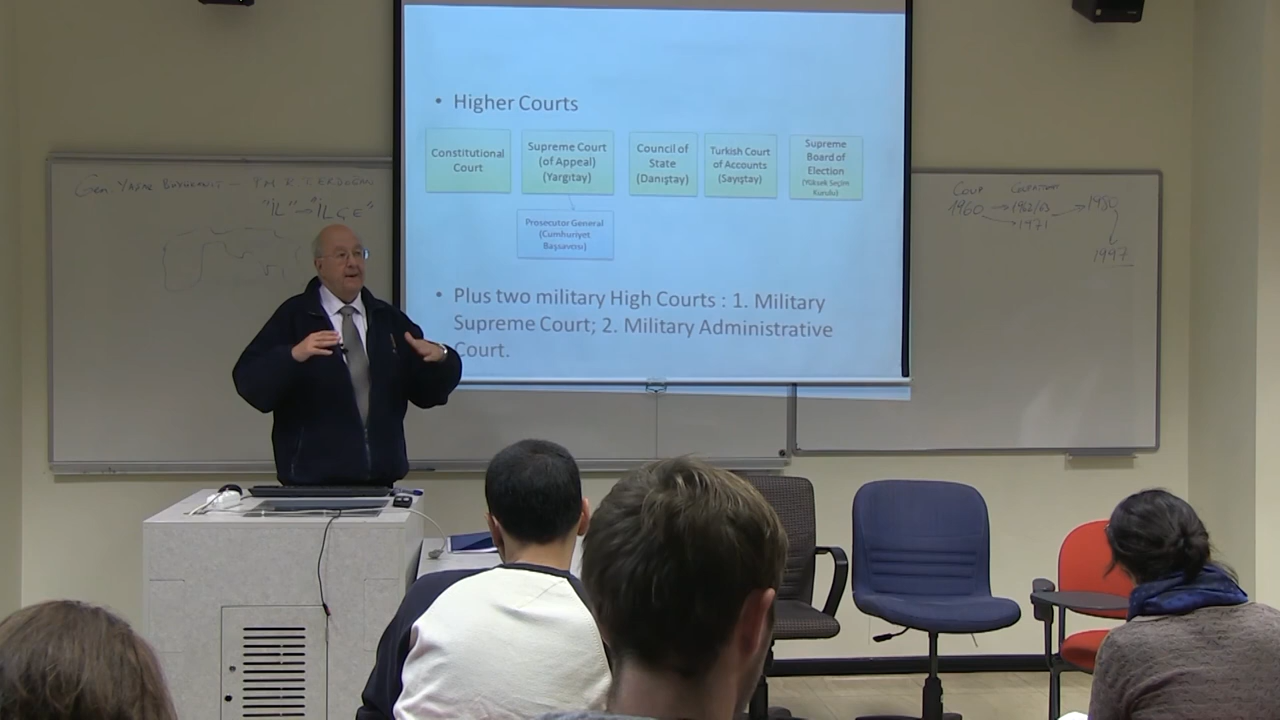 • Higher Courts
Constitutional
Court
Supreme Court
(of Appeal)
(Yargıtay)
Council of
State
(Danıştay)
Turkish Court
of Accounts
(Sayıştay)
Supreme
Board of
Election
(Yüksek Seçim
Kurulu)
Prosecutor General
(Cumhuriyet
Başsavcısı)
• Plus two military High Courts : 1. Military
Supreme Court; 2. Military Administrative
Court.
"İL" → "İLÇE"
Coup
1960 → 1962/63 → 1980
→ 1971
1997